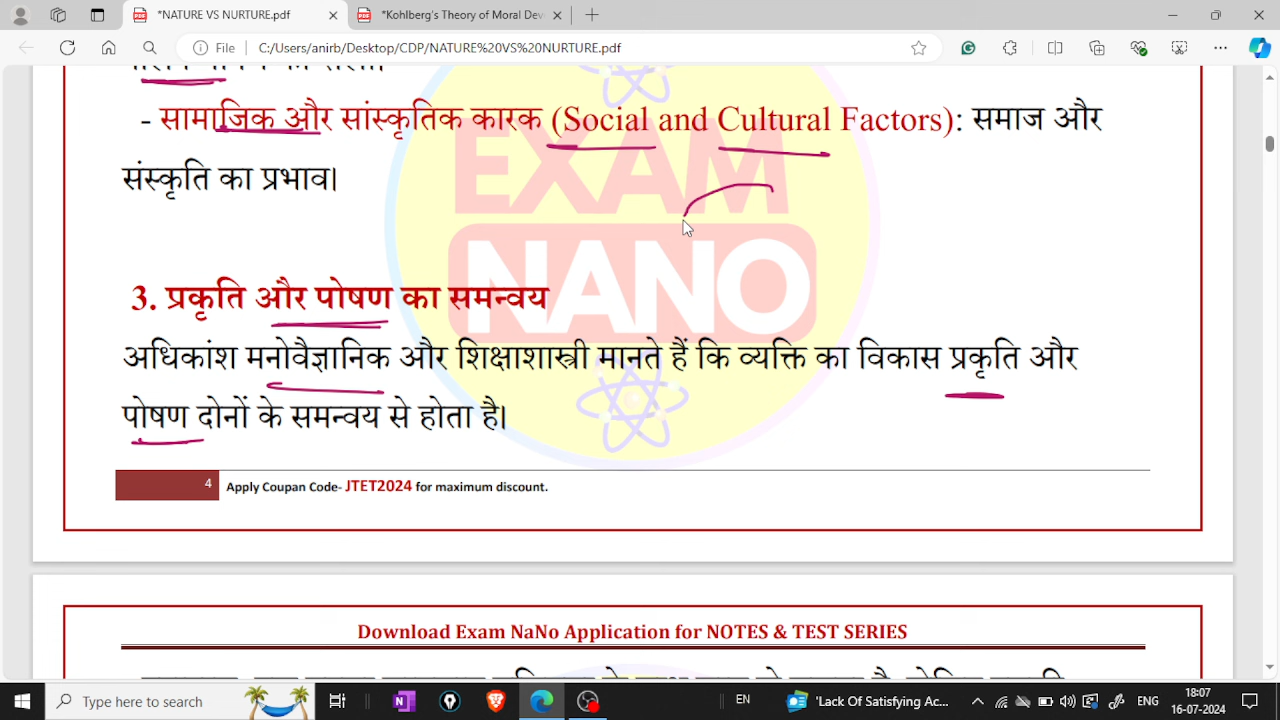 *NATURE VS NURTURE.pdf
*Kohlberg's Theory of Moral Dev
File
C:/Users/anirb/Desktop/CDP/NATURE%20VS%20NURTURE.pdf
- सामाजिक और सांस्कृतिक कारक (Social and Cultural Factors): समाज और
संस्कृति का प्रभाव।
EXAM
NANO
3. प्रकृति और पोषण का समन्वय
अधिकांश मनोवैज्ञानिक और शिक्षाशास्त्री मानते हैं कि व्यक्ति का विकास प्रकृति और
पोषण दोनों के समन्वय से होता है।
4 Apply Coupan Code- JTET2024 for maximum discount.
Download Exam NaNo Application for NOTES & TEST SERIES
Type here to search
EN
'Lack Of Satisfying Ac...
ENG
18:07
16-07-2024